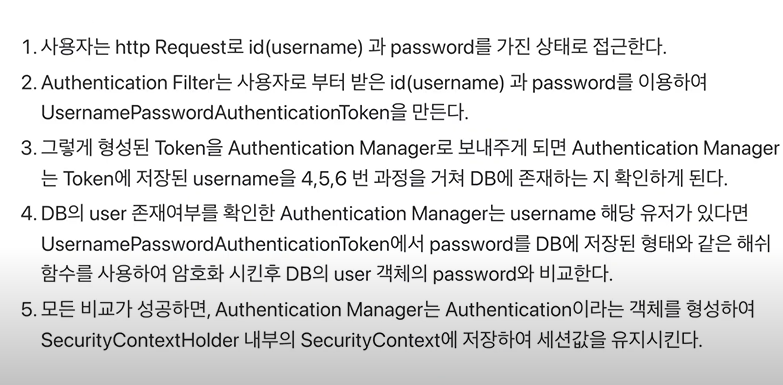 1. 사용자는 http Request로 id(username) 과 password를 가진 상태로 접근한다.
2. Authentication Filter는 사용자로 부터 받은 id(username) 과 password를 이용하여
UsernamePasswordAuthenticationToken을 만든다.
3. 그렇게 형성된 Token을 Authentication Manager로 보내주게 되면 Authentication Manager
는 Token에 저장된 username을 4,5,6 번 과정을 거쳐 DB에 존재하는 지 확인하게 된다.
4. DB의 user 존재여부를 확인한 Authentication Manager는 username 해당 유저가 있다면
UsernamePasswordAuthenticationToken에서 password를 DB에 저장된 형태와 같은 해쉬
함수를 사용하여 암호화 시킨후 DB의 user 객체의 password와 비교한다.
5. 모든 비교가 성공하면, Authentication Manager는 Authentication이라는 객체를 형성하여
SecurityContextHolder 내부의 SecurityContext에 저장하여 세션값을 유지시킨다.